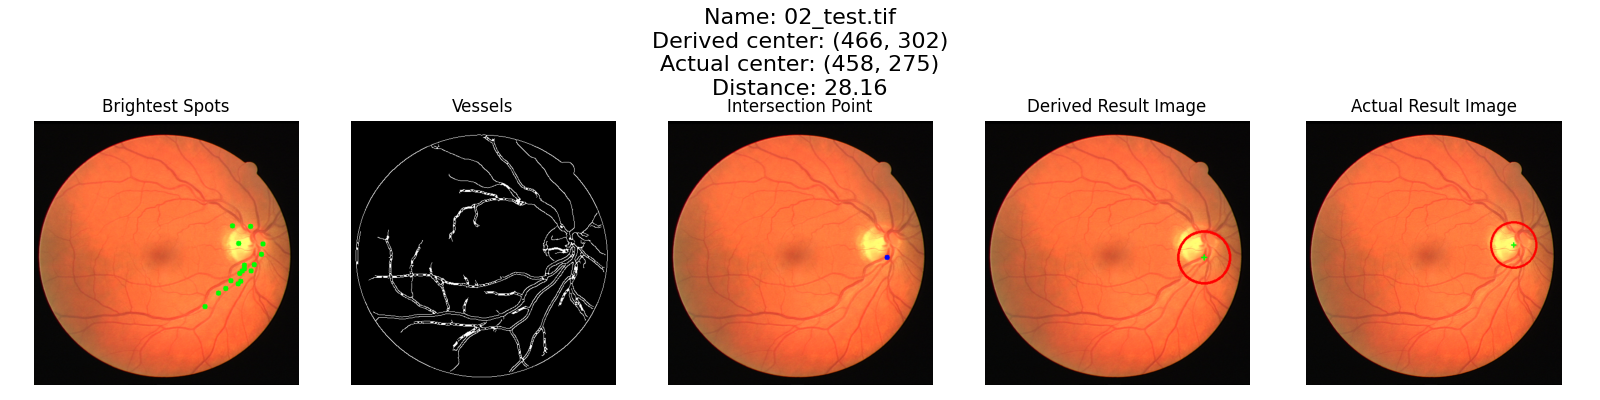 Name: 02_test.tif
Derived center: (466, 302)
Actual center: (458, 275)
Distance: 28.16
Brightest Spots
Vessels
Intersection Point
Derived Result Image
Actual Result Image